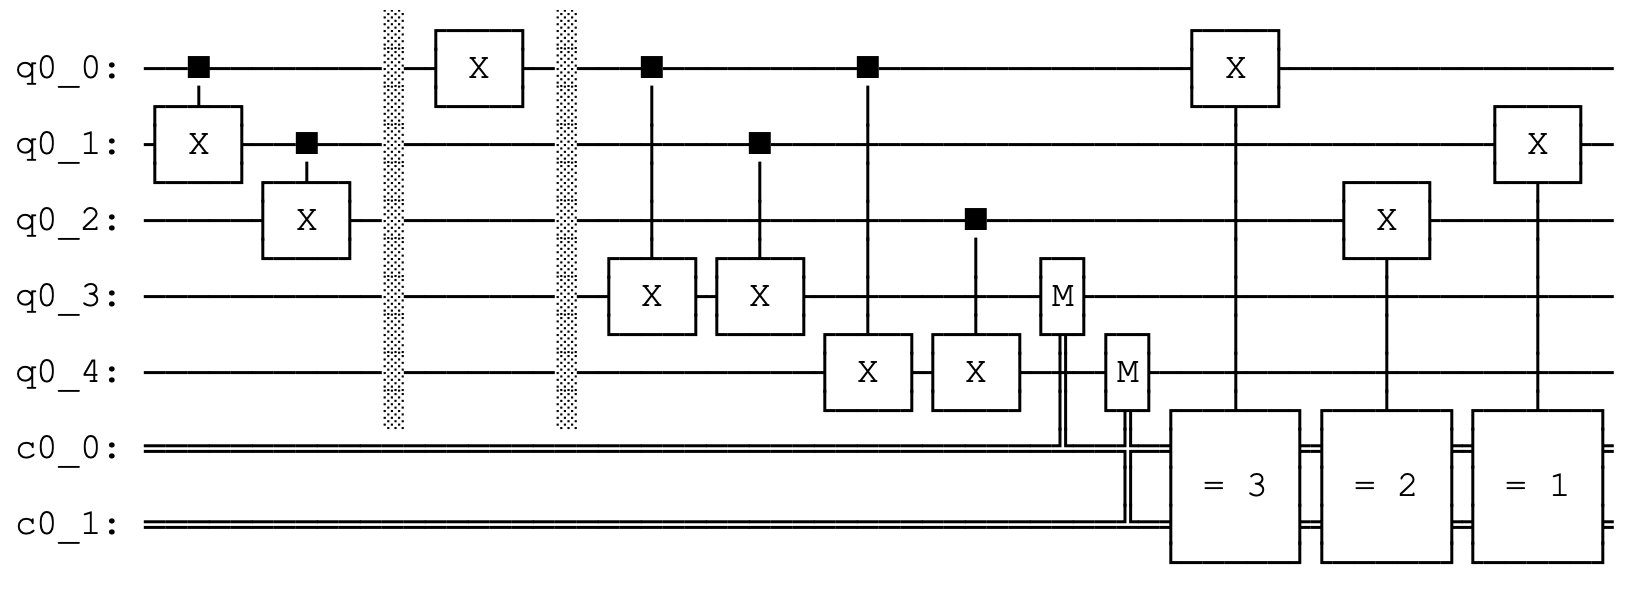 q0_0: X X
q0_1: X X
q0_2: X X
q0_3: X X M
q0_4: X X M
c0_0:
= 3 = 2 = 1
c0_1: